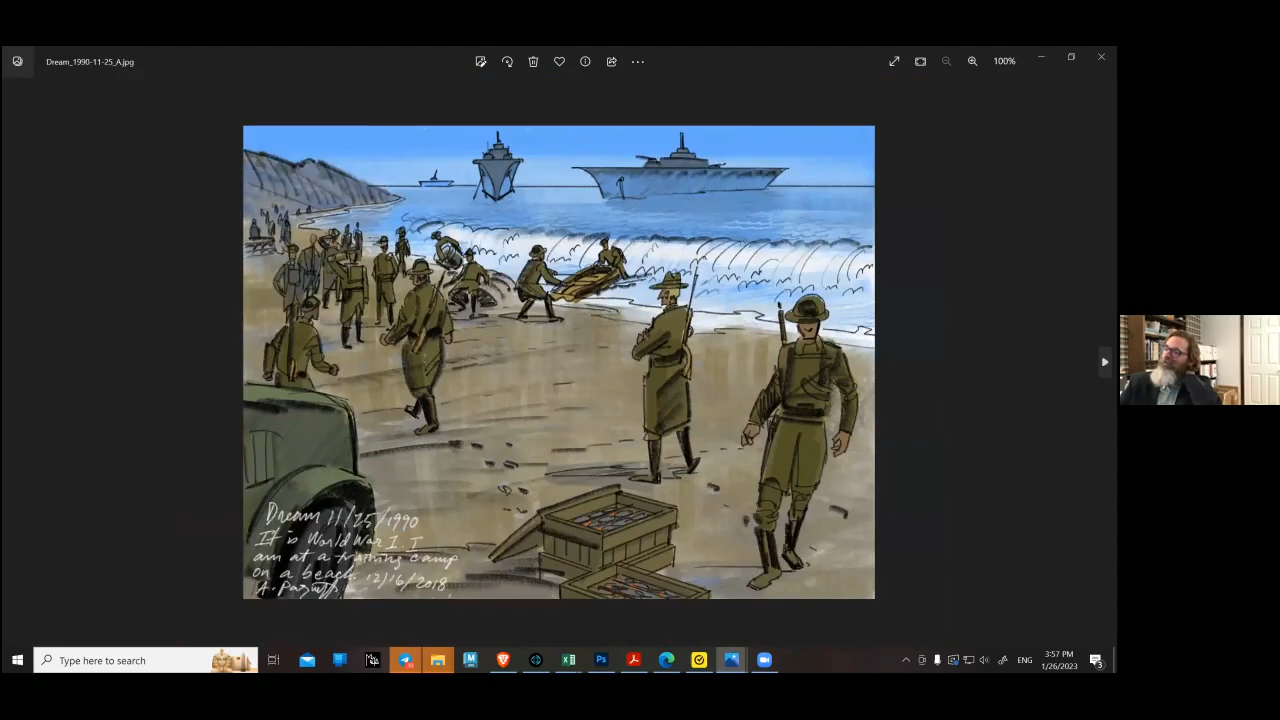 Dream_1990-11-25_A.jpg
100%
Dream 11/25/1990
It is World War I. I
am at a training camp
on a beach. 12/16/2018
A.
Type here to search
ENG
3:57 PM
1/26/2023